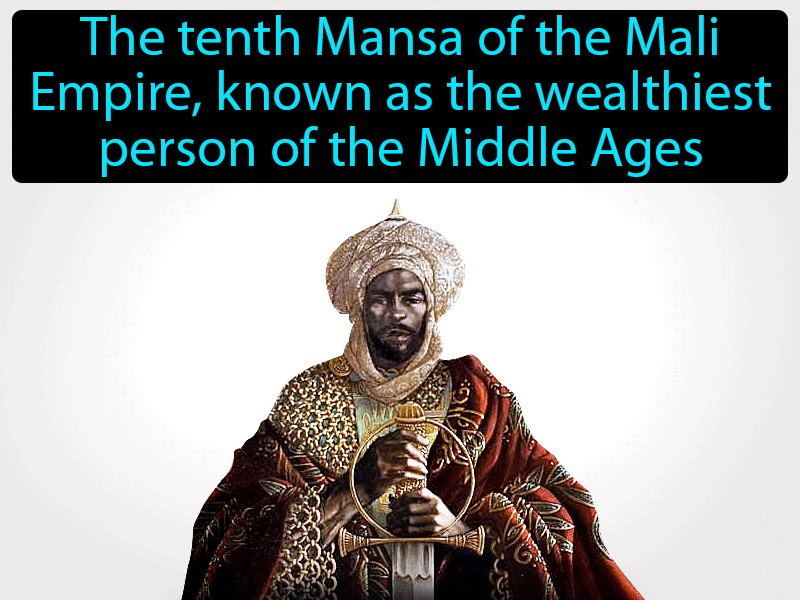 The tenth Mansa of the Mali
Empire, known as the wealthiest
person of the Middle Ages